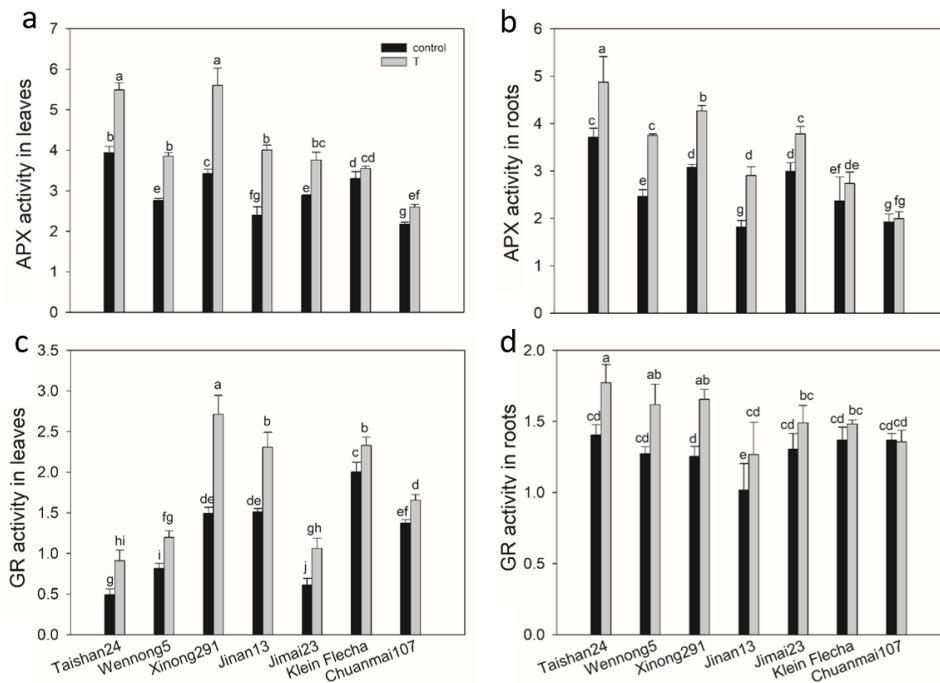 a
APX activity in leaves
7
6
5
4
3
2
1
0
control
T
b a
e b
c a
fg b
e bc
d cd
g ef
b
APX activity in roots
6
5
4
3
2
1
0
c a
e c
d b
g d
d c
ef de
g fg
c
GR activity in leaves
3.5
3.0
2.5
2.0
1.5
1.0
0.5
0.0
g hi
i fg
de a
de b
j gh
c b
ef d
Taishan24
Wennong5
Xinong291
Jinan13
Jimai23
Klein Flecha
Chuanmai107
d
GR activity in roots
2.0
1.5
1.0
0.5
0.0
cd a
cd ab
d ab
e cd
cd bc
cd bc
cd cd
Taishan24
Wennong5
Xinong291
Jinan13
Jimai23
Klein Flecha
Chuanmai107